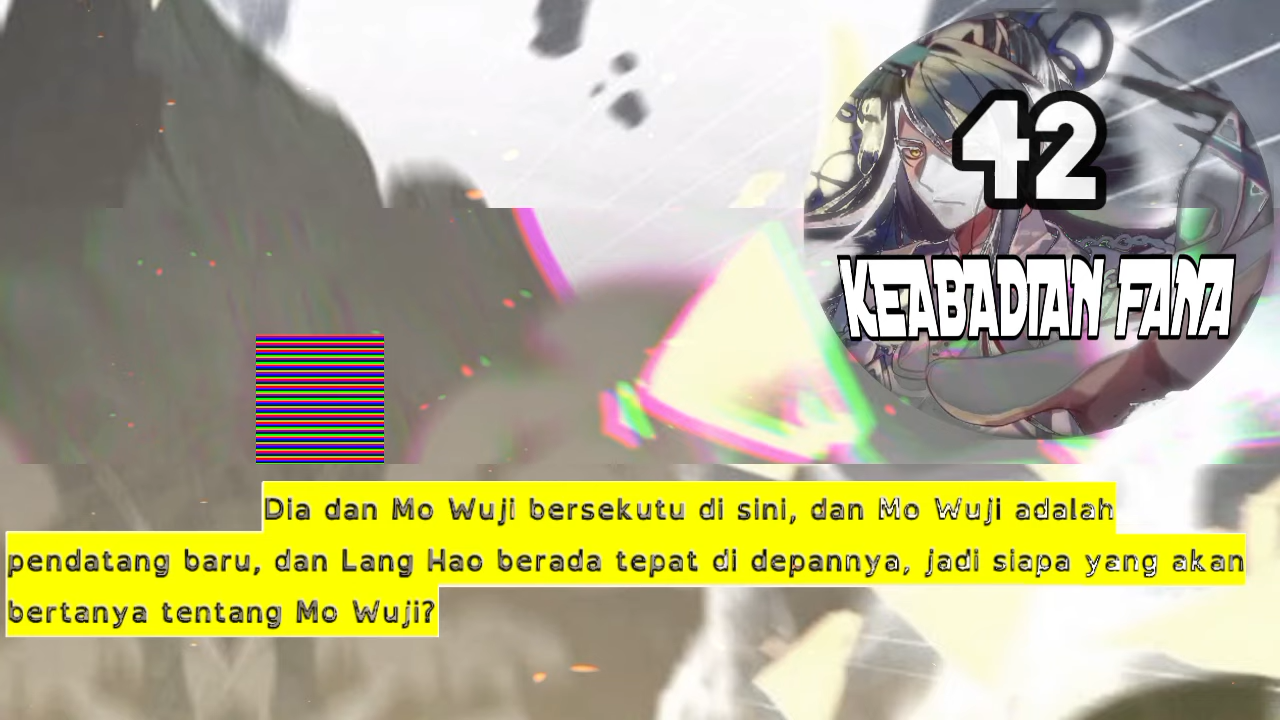 42
KEABADIAN FANA
Dia dan Mo Wuji bersekutu di sini, dan Mo Wuji adalah
pendatang baru, dan Lang Hao berada tepat di depannya, jadi siapa yang akan
bertanya tentang Mo Wuji?